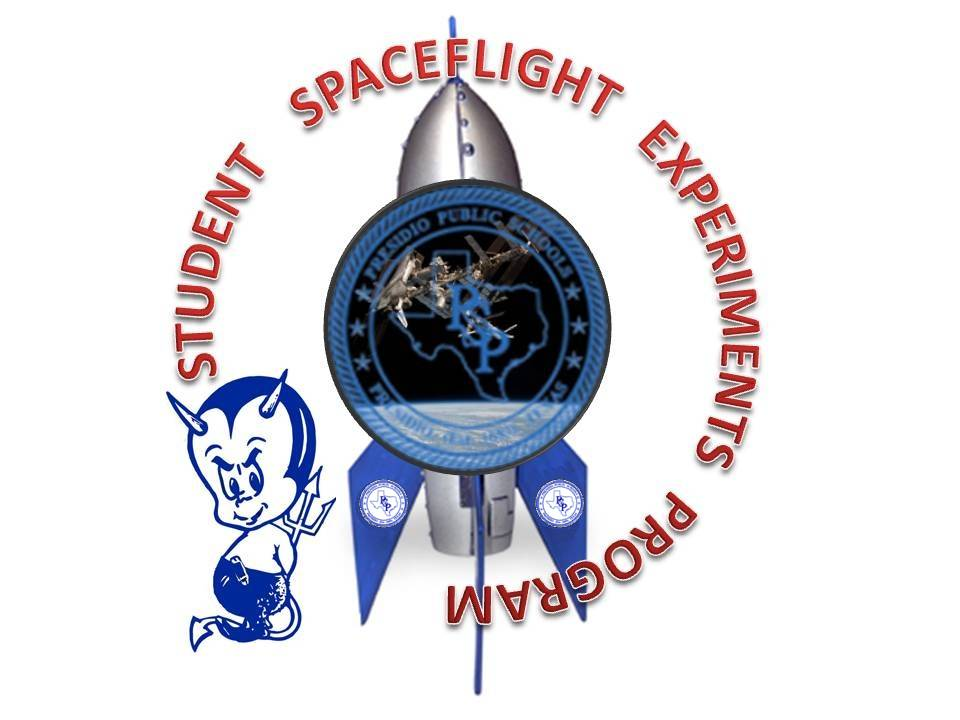 STUDENT SPACEFLIGHT EXPERIMENTS PROGRAM
PRESIDIO PUBLIC SCHOOLS
PSP